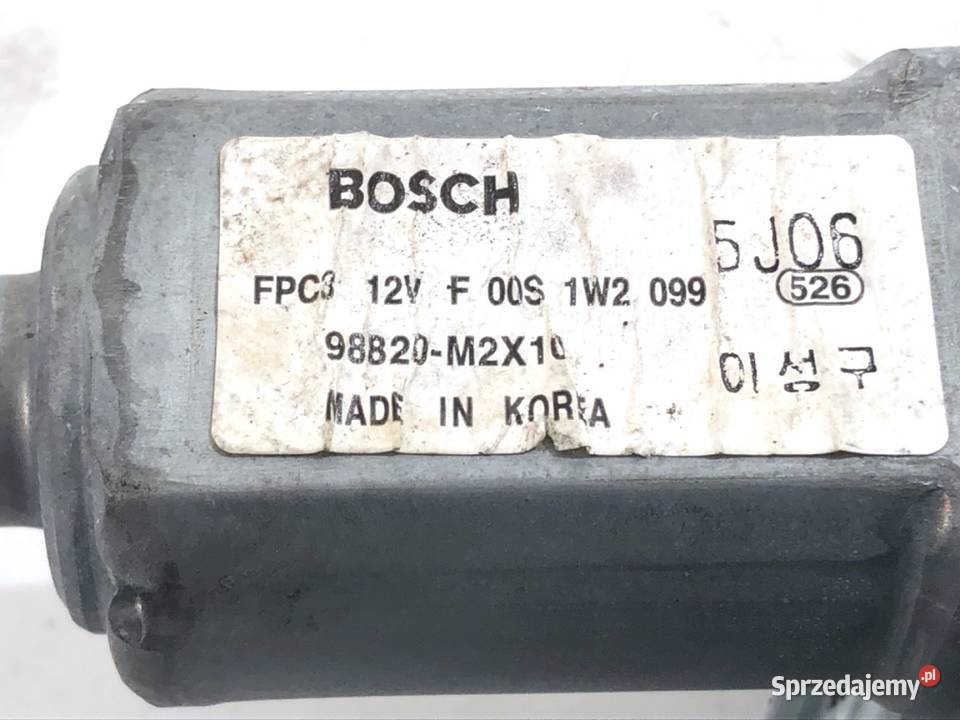 BOSCH
5J06
FPC3 12V F 00S 1W2 099
526
98820-M2X10
이성구
MADE IN KOREA
Sprzedajemy.pl